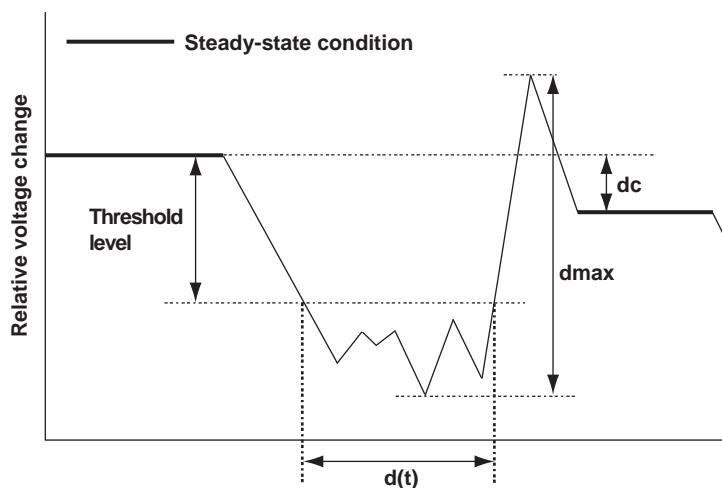 Steady-state condition
Relative voltage change
Threshold
level
dc
dmax
d(t)